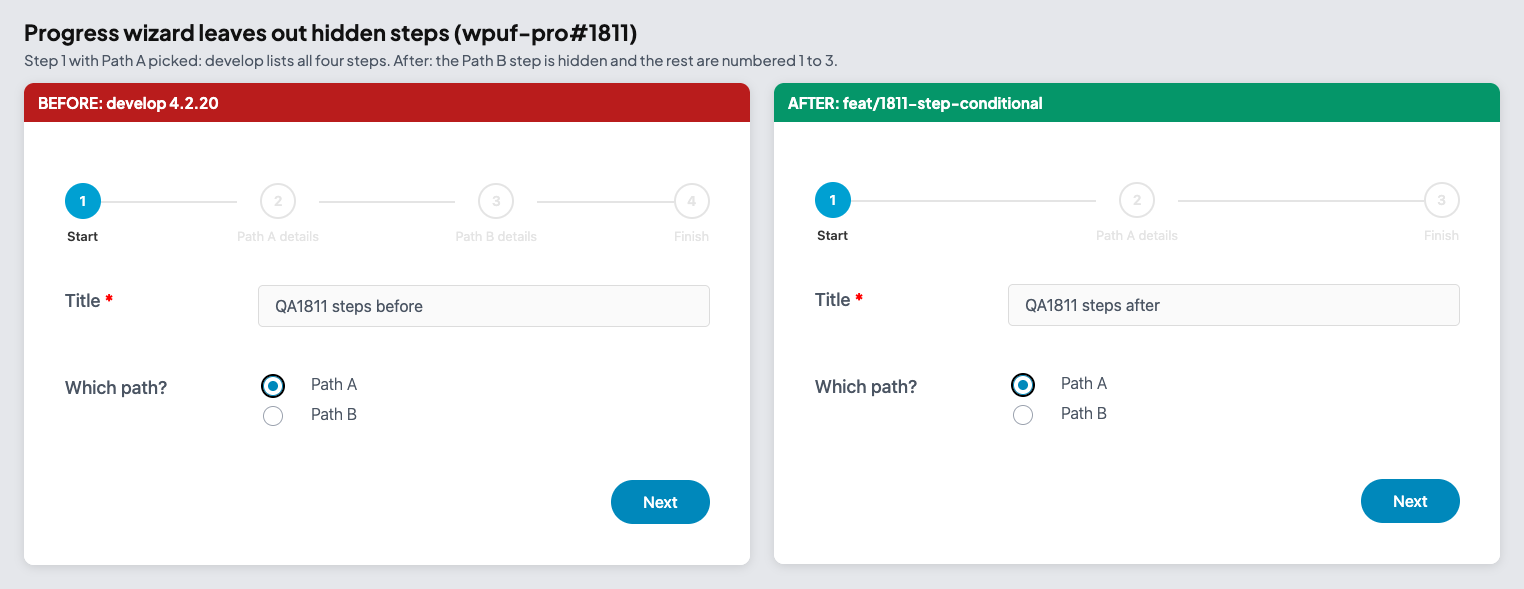 Progress wizard leaves out hidden steps (wpuf-pro#1811)
Step 1 with Path A picked: develop lists all four steps. After: the Path B step is hidden and the rest are numbered 1 to 3.
BEFORE: develop 4.2.20
1 2 3 4
Start Path A details Path B details Finish
Title *
QA1811 steps before
Which path?
Path A
Path B
Next
AFTER: feat/1811-step-conditional
1 2 3
Start Path A details Finish
Title *
QA1811 steps after
Which path?
Path A
Path B
Next